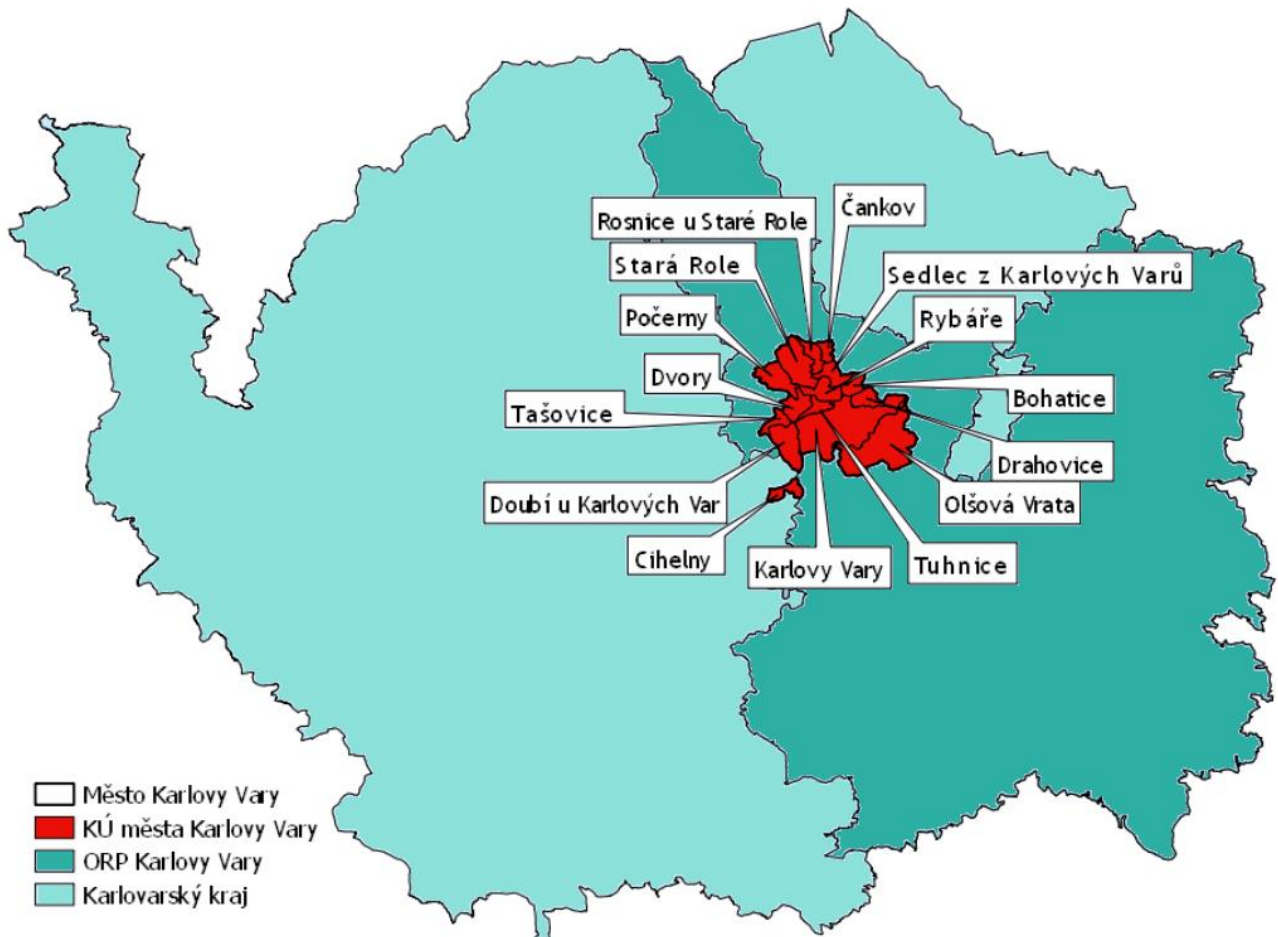 Rosnice u Staré Role
Čankov
Stará Role
Sedlec z Karlových Varů
Počerny
Rybáře
Dvory
Bohatice
Tašovice
Drahovice
Doubí u Karlových Var
Olšová Vrata
Cihelny
Karlovy Vary
Tuhnice
Město Karlovy Vary
KÚ města Karlovy Vary
ORP Karlovy Vary
Karlovarský kraj